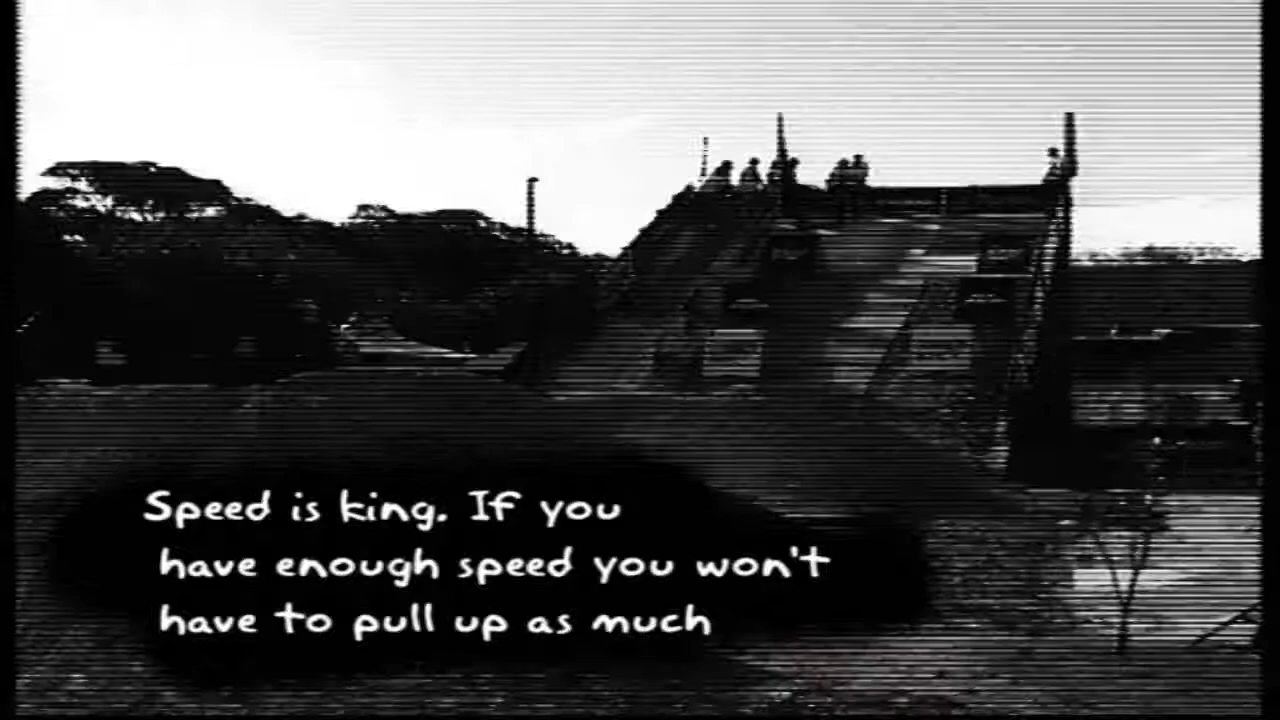 Speed is king. If you
have enough speed you won't
have to pull up as much